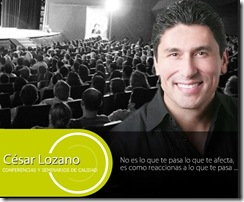 César Lozano
CONFERENCIAS Y SEMINARIOS DE CALIDAD
No es lo que te pasa lo que te afecta,
es como reaccionas a lo que te pasa ...